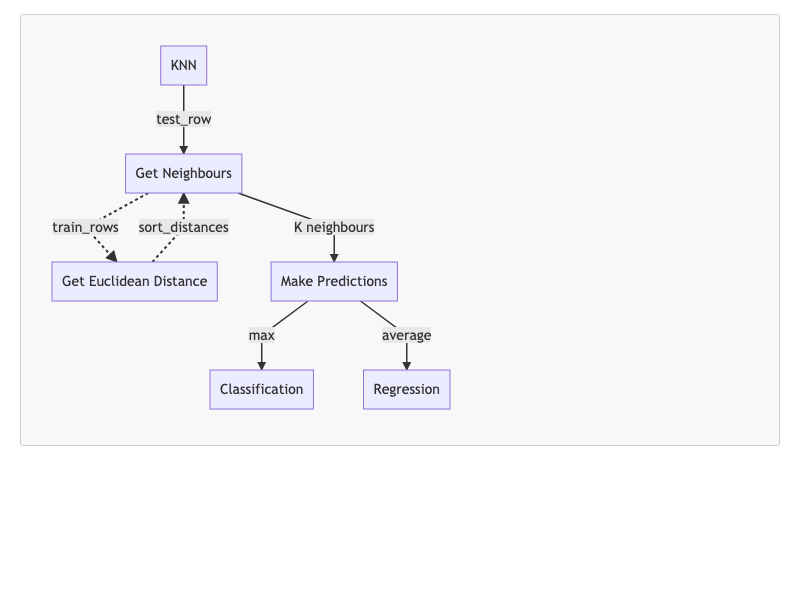 KNN
test_row
Get Neighbours
train_rows
sort_distances
K neighbours
Get Euclidean Distance
Make Predictions
max
average
Classification
Regression